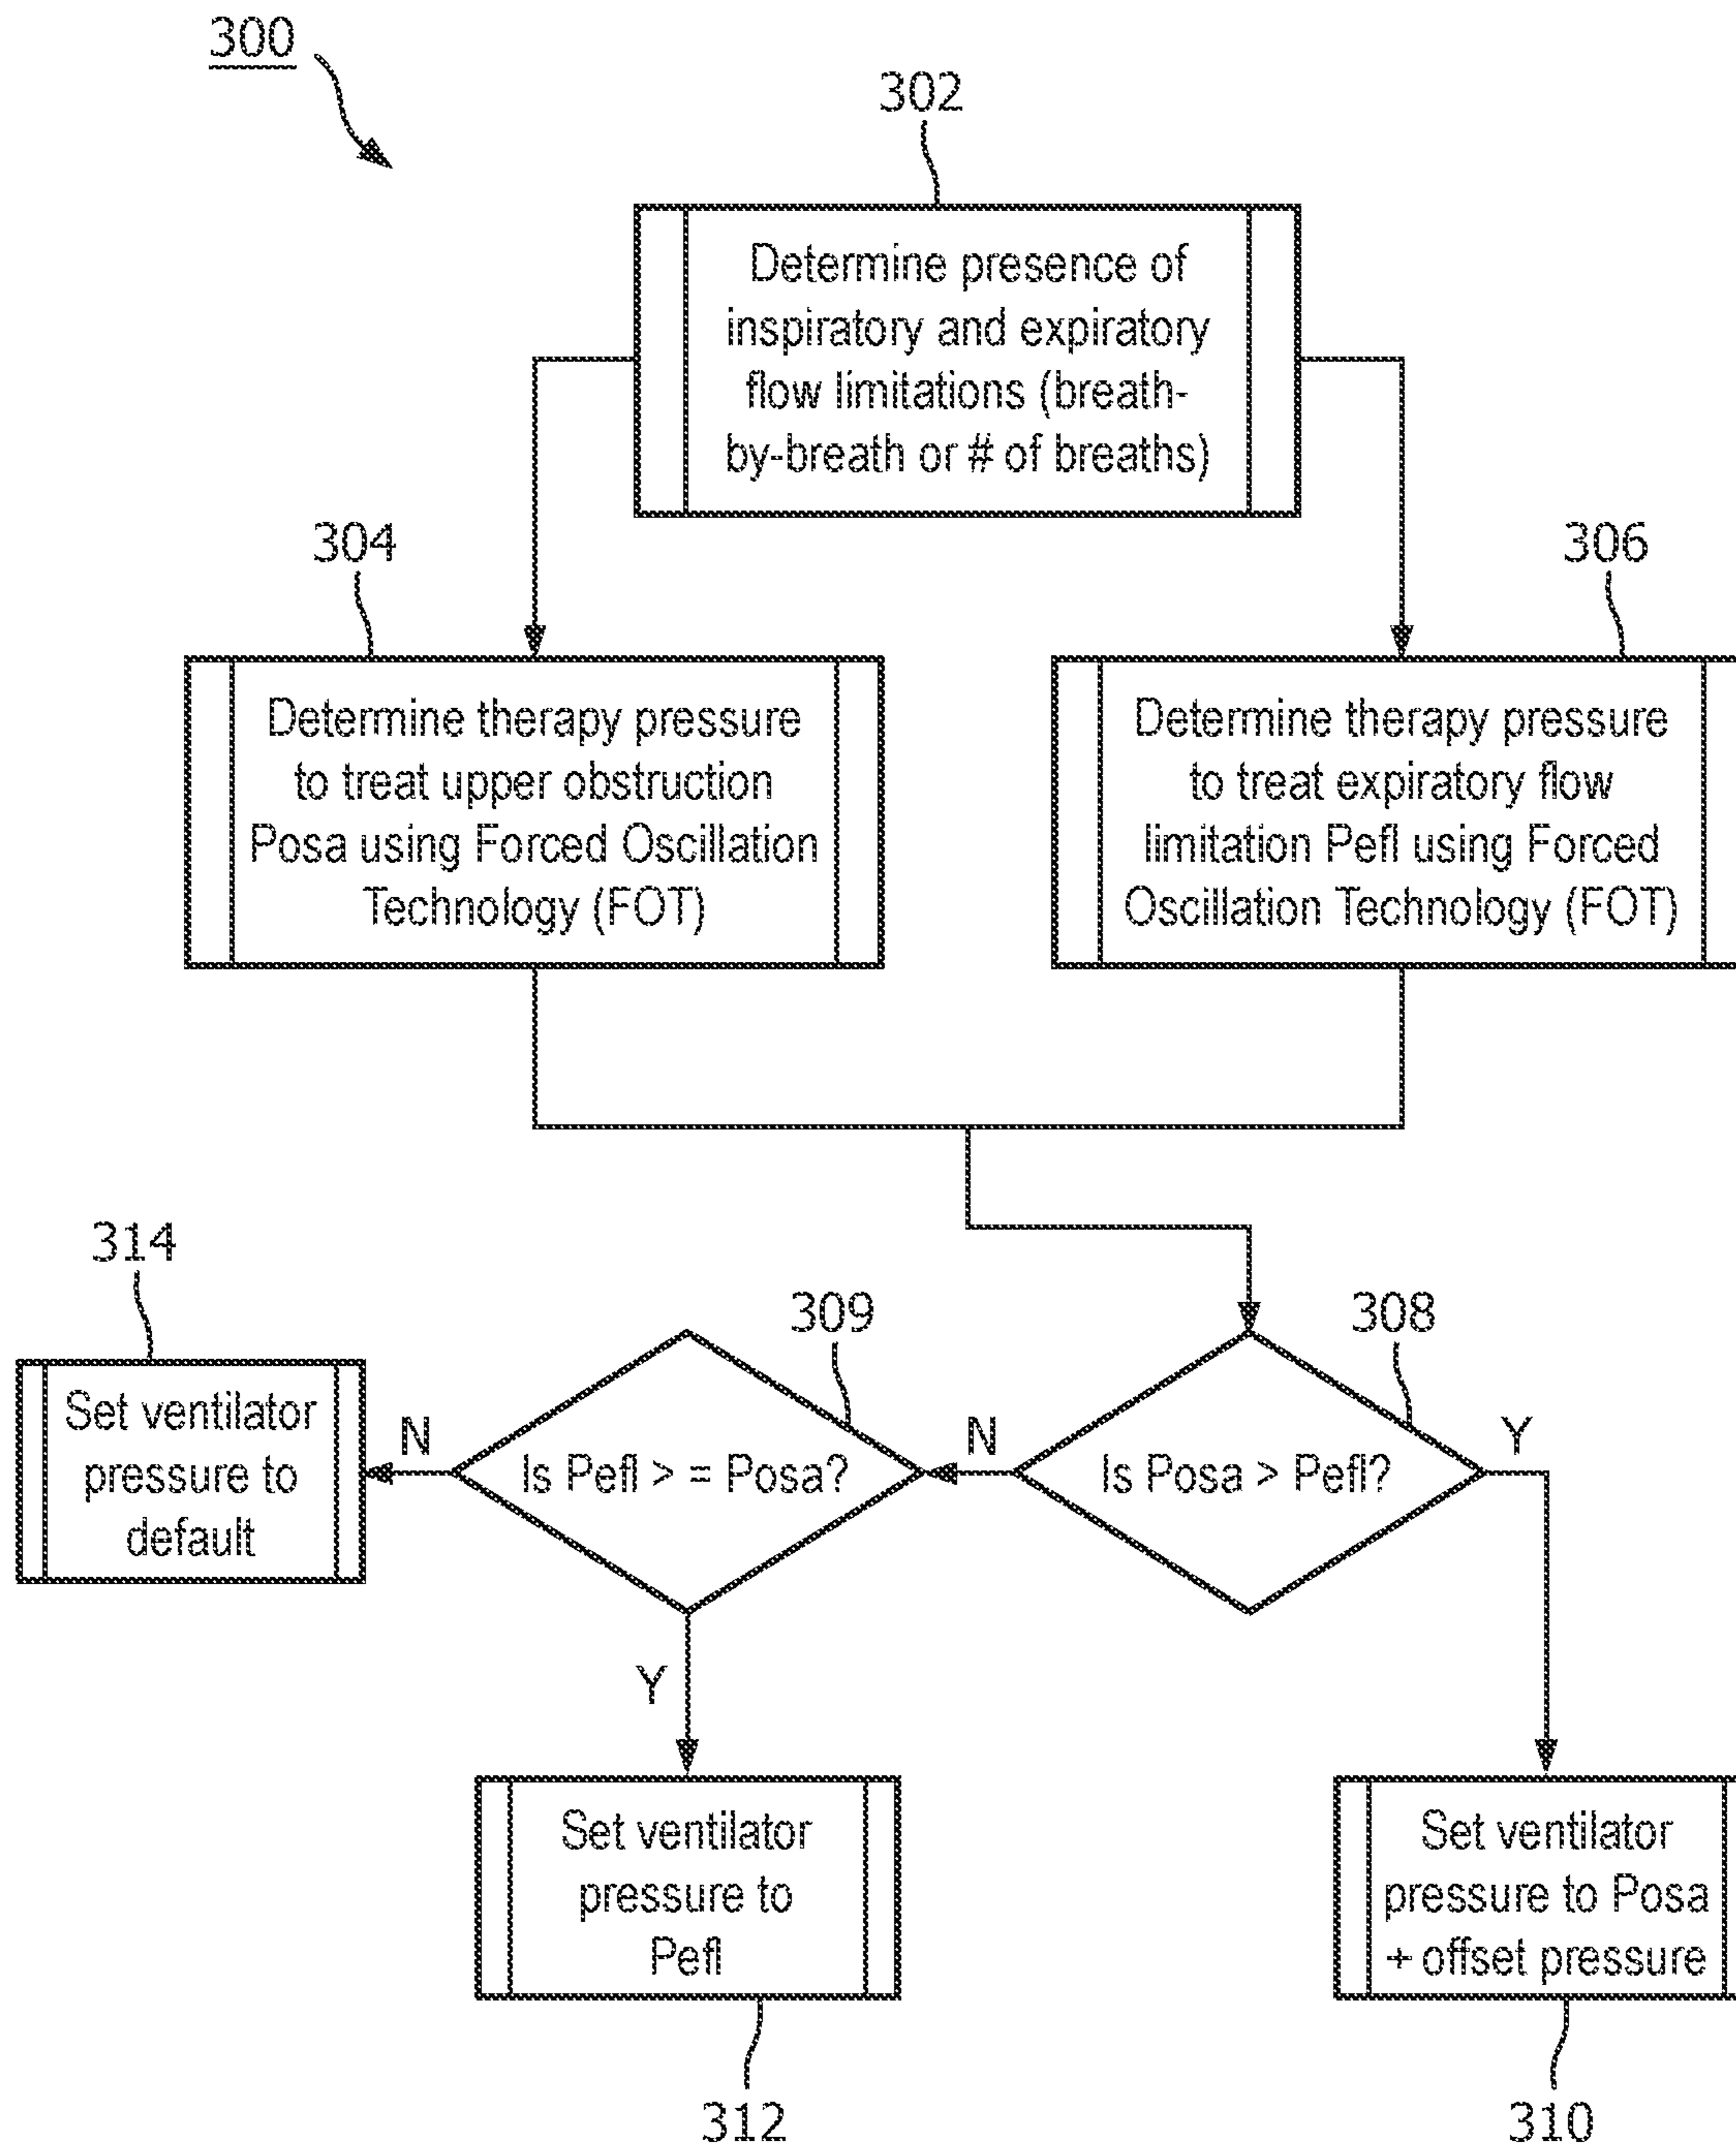 300
302
Determine presence of
inspiratory and expiratory
flow limitations (breath-
by-breath or # of breaths)
304
306
Determine therapy pressure
to treat upper obstruction
Posa using Forced Oscillation
Technology (FOT)
Determine therapy pressure
to treat expiratory flow
limitation Pefl using Forced
Oscillation Technology (FOT)
314
309
308
Set ventilator
pressure to
default
N
Is Pefl > = Posa?
N
Is Posa > Pefl?
Y
Y
Set ventilator
pressure to
Pefl
Set ventilator
pressure to Posa
+ offset pressure
312
310